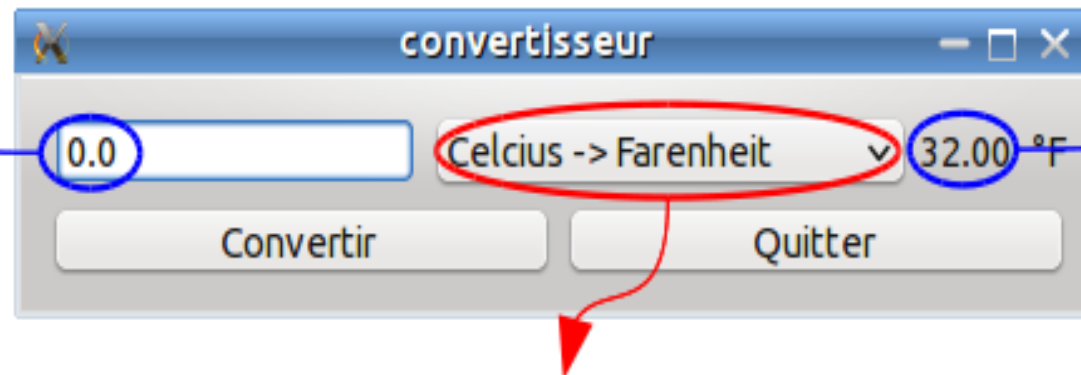 convertisseur
0.0 Celcius -> Farenheit 32.00 °F
Convertir Quitter